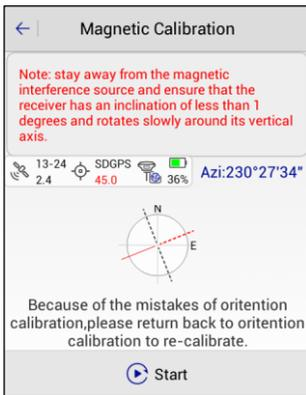 Magnetic Calibration
Note: stay away from the magnetic
interference source and ensure that the
receiver has an inclination of less than 1
degrees and rotates slowly around its vertical
axis.
13-24 SDGPS
2.4 45.0 36% Azi:230°27'34"
N
E
Because of the mistakes of oritention
calibration,please return back to oritention
calibration to re-calibrate.
Start